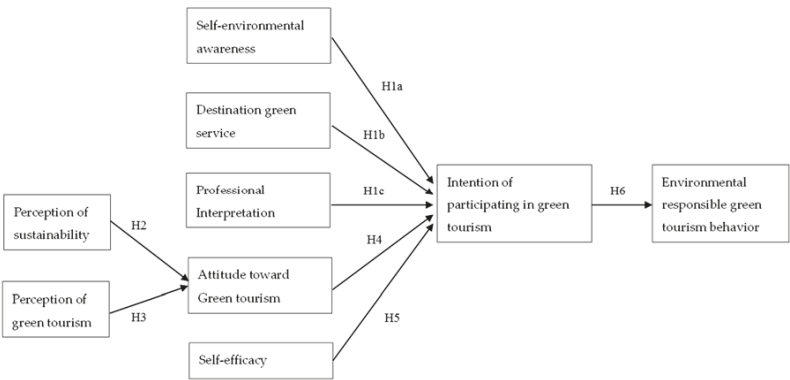 Self-environmental
awareness
H1a
Destination green
service
H1b
Professional
Interpretation
H1c
Intention of
participating in green
tourism
H6
Environmental
responsible green
tourism behavior
Perception of
sustainability
H2
Attitude toward
Green tourism
H4
Perception of
green tourism
H3
H5
Self-efficacy